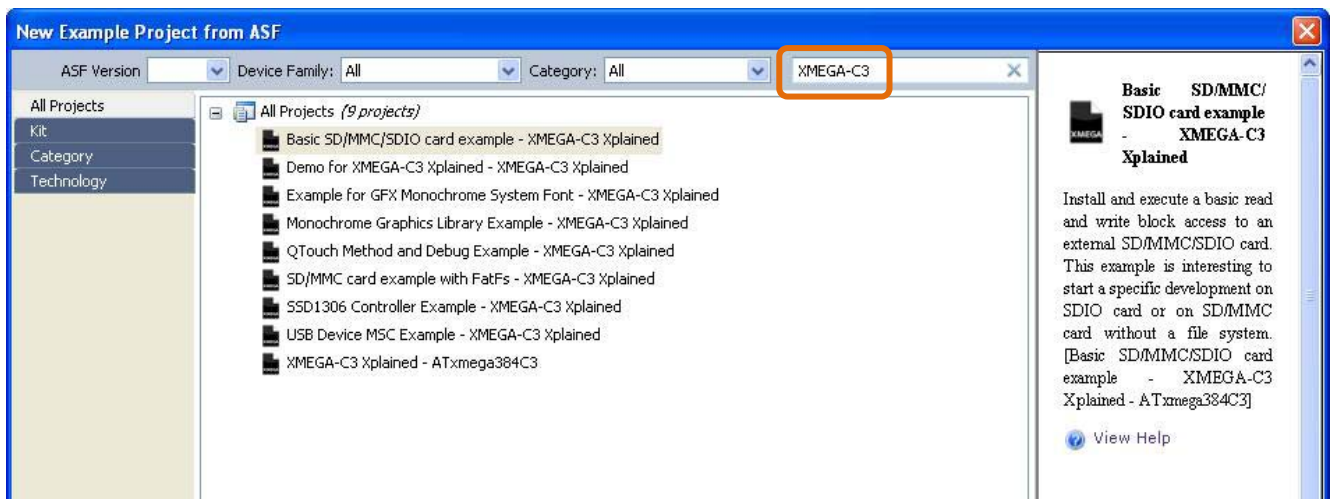 New Example Project from ASF
ASF Version Device Family: All Category: All XMEGA-C3
All Projects
Kit
Category
Technology
All Projects (9 projects)
Basic SD/MMC/SDIO card example - XMEGA-C3 Xplained
Demo for XMEGA-C3 Xplained - XMEGA-C3 Xplained
Example for GFX Monochrome System Font - XMEGA-C3 Xplained
Monochrome Graphics Library Example - XMEGA-C3 Xplained
QTouch Method and Debug Example - XMEGA-C3 Xplained
SD/MMC card example with FatFs - XMEGA-C3 Xplained
SSD1306 Controller Example - XMEGA-C3 Xplained
USB Device MSC Example - XMEGA-C3 Xplained
XMEGA-C3 Xplained - ATxmega384C3
XMEGA
Basic SD/MMC/
SDIO card example
- XMEGA-C3
Xplained
Install and execute a basic read
and write block access to an
external SD/MMC/SDIO card.
This example is interesting to
start a specific development on
SDIO card or on SD/MMC
card without a file system.
[Basic SD/MMC/SDIO card
example - XMEGA-C3
Xplained - ATxmega384C3]
View Help